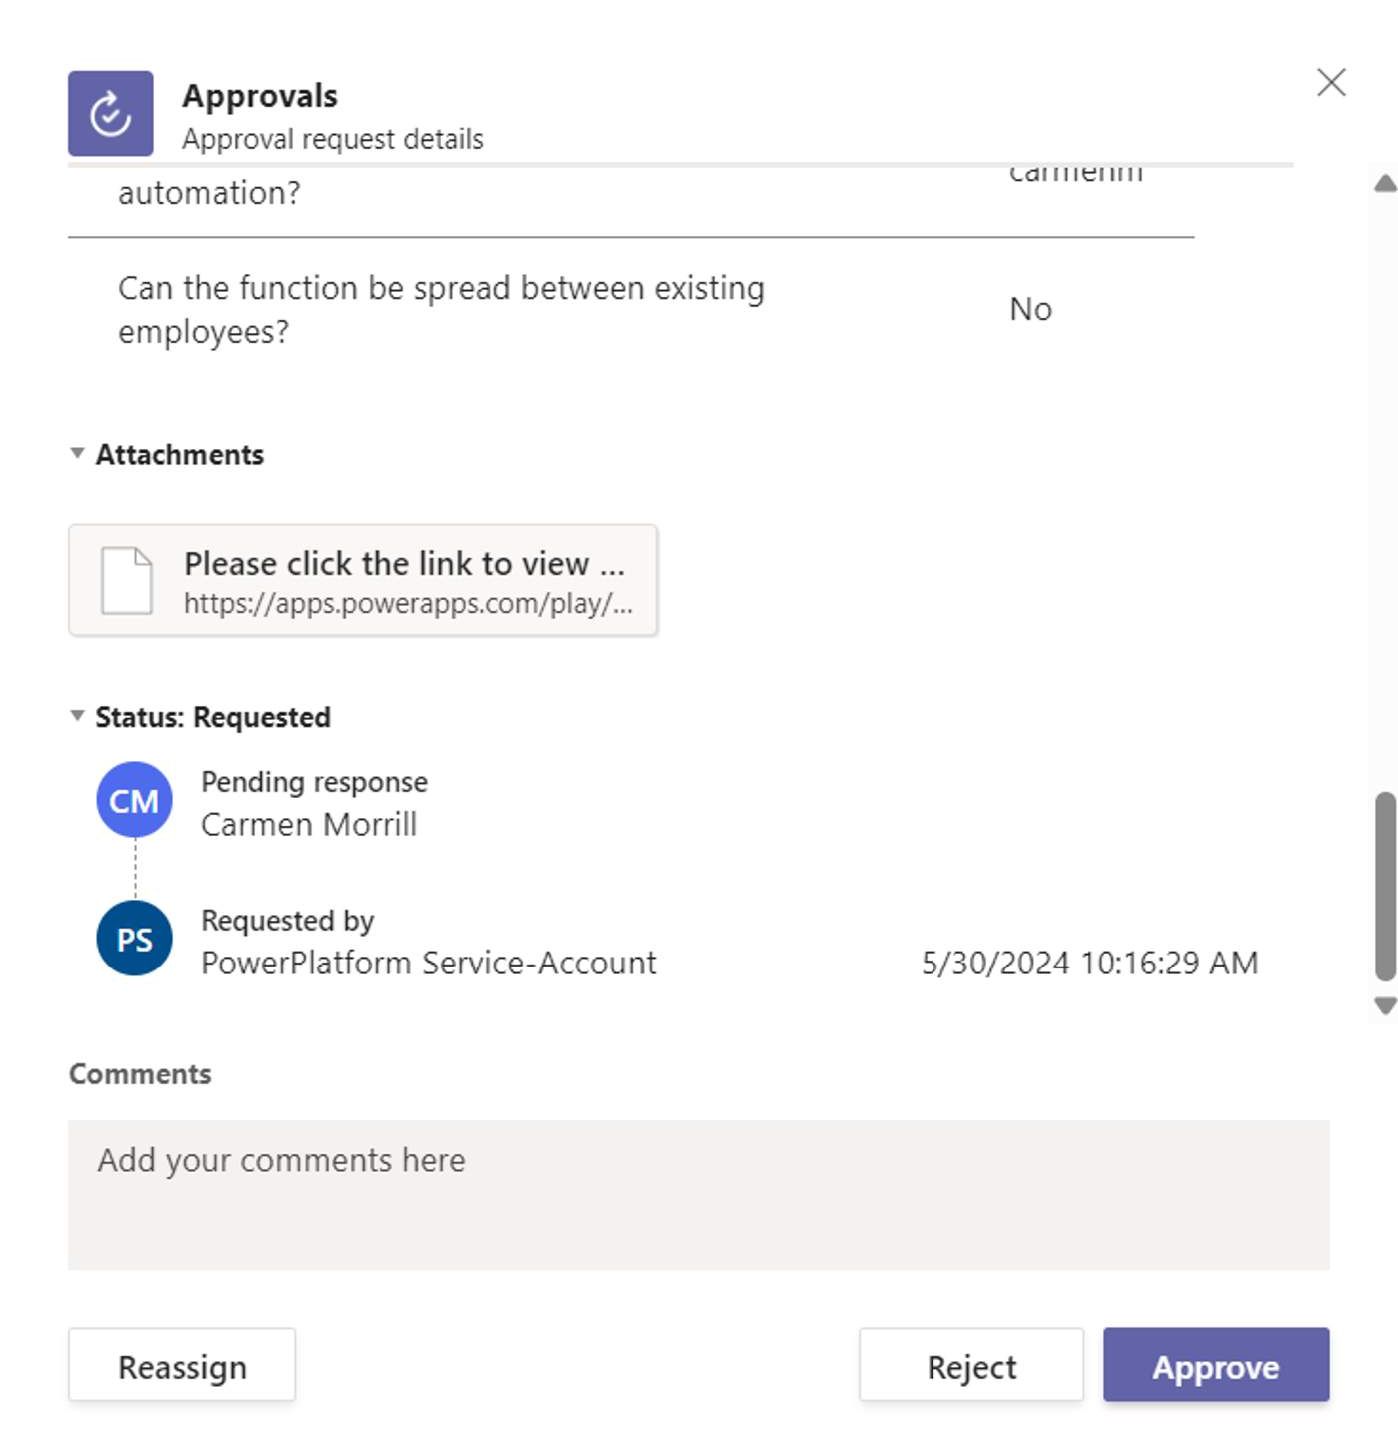 Approvals
Approval request details
carmenm
automation?
Can the function be spread between existing
employees?
No
Attachments
Please click the link to view ...
https://apps.powerapps.com/play/...
Status: Requested
CM
Pending response
Carmen Morrill
PS
Requested by
PowerPlatform Service-Account
5/30/2024 10:16:29 AM
Comments
Add your comments here
Reassign
Reject
Approve